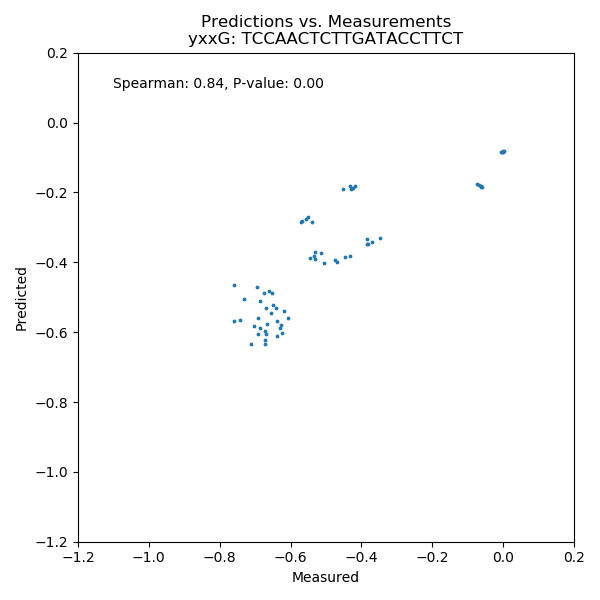 Predictions vs. Measurements
yxxG: TCCAACTCTTGATACCTTCT
Spearman: 0.84, P-value: 0.00
0.2
0.0
−0.2
−0.4
−0.6
−0.8
−1.0
−1.2
Predicted
−1.2 −1.0 −0.8 −0.6 −0.4 −0.2 0.0 0.2
Measured